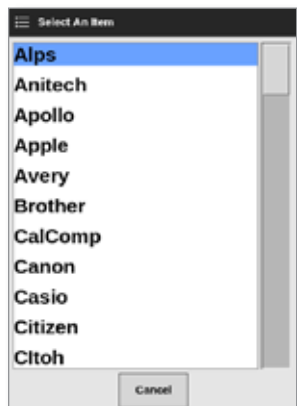 Select An Item
Alps
Anitech
Apollo
Apple
Avery
Brother
CalComp
Canon
Casio
Citizen
CItoh
Cancel